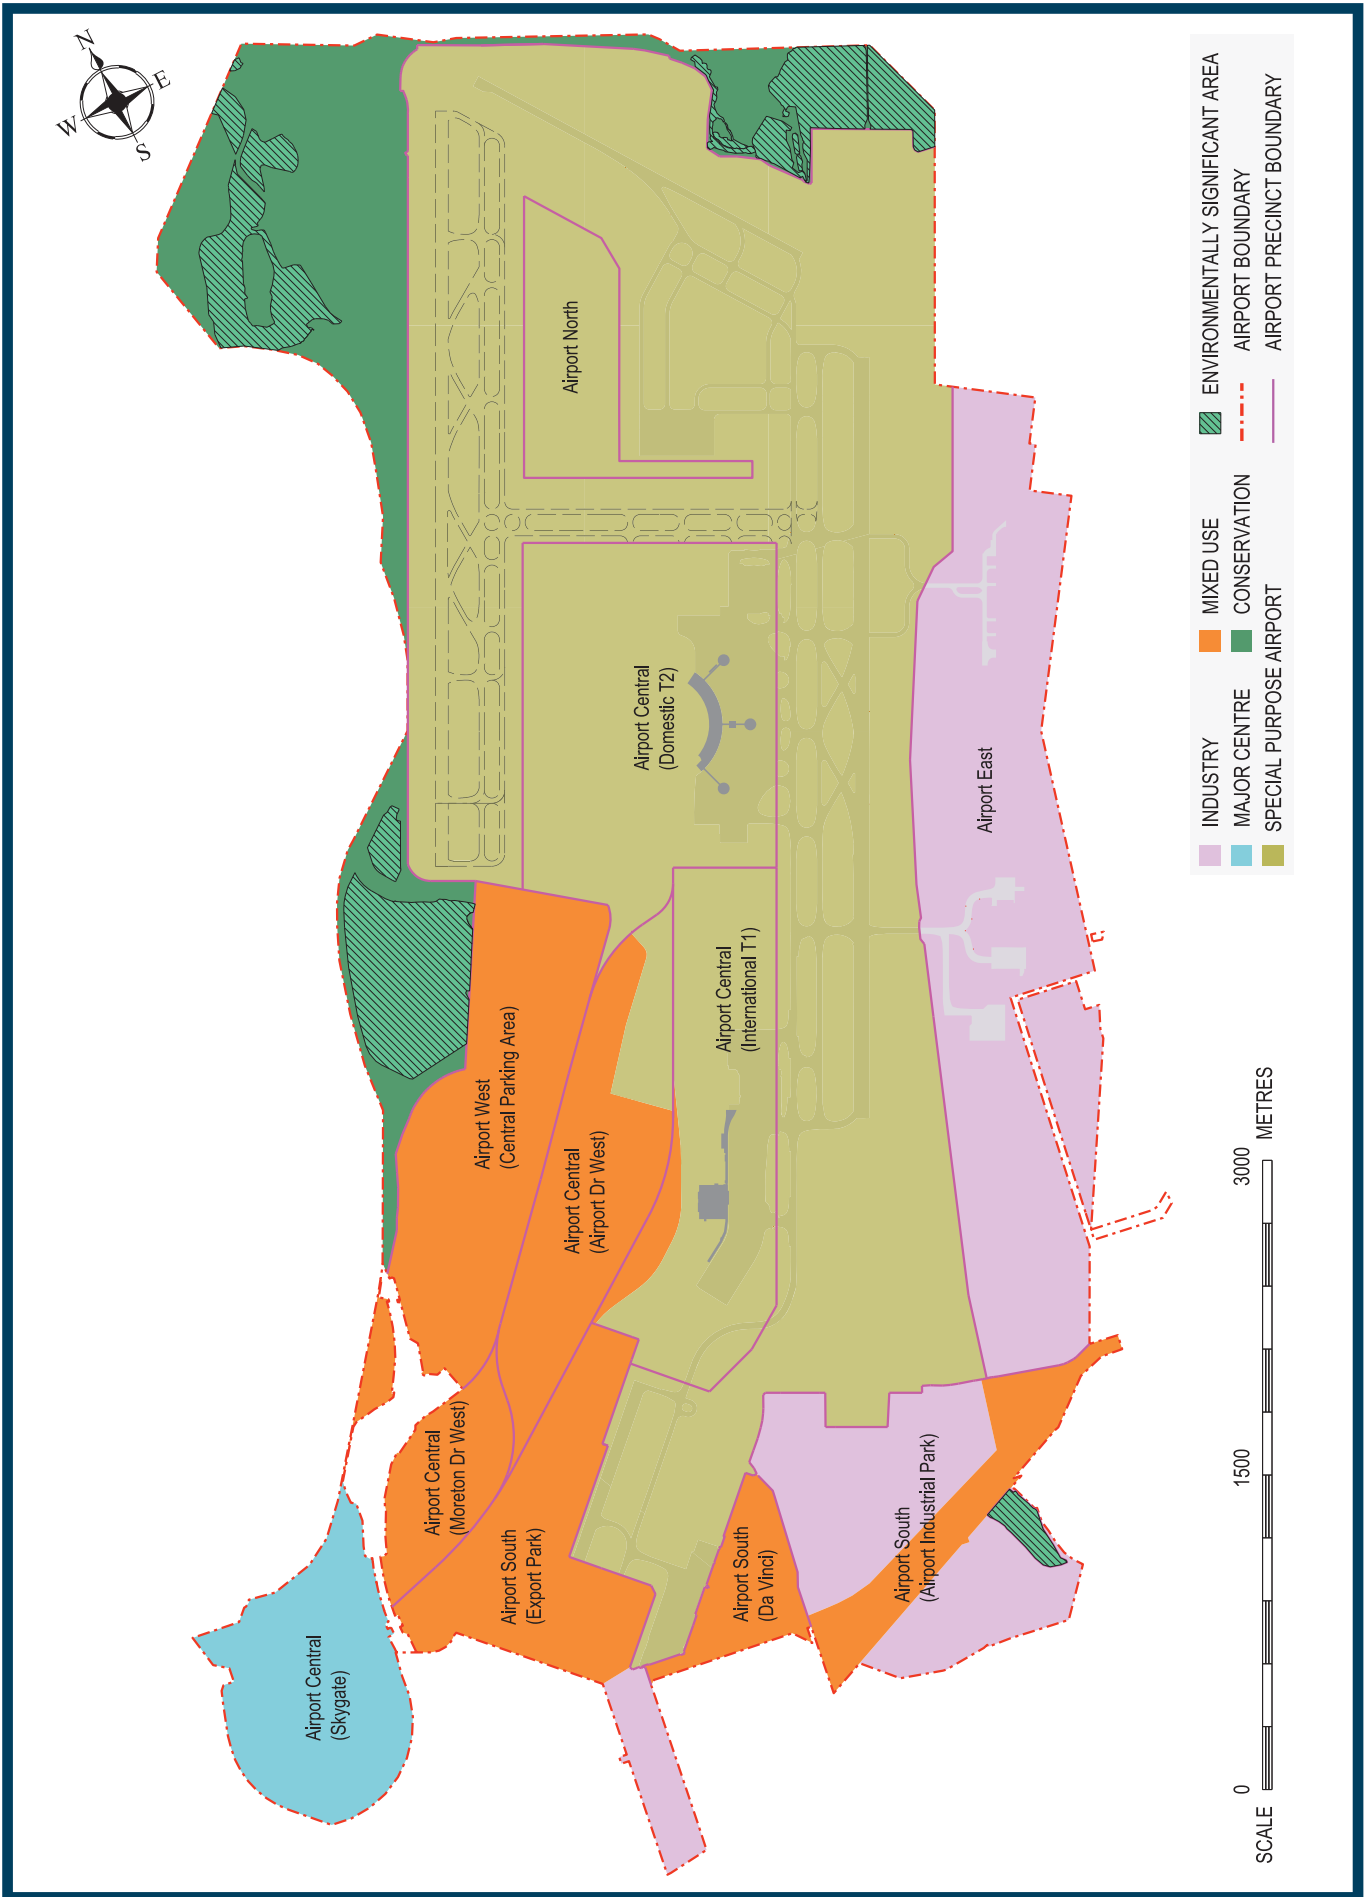 N
E
S
W
Airport North
Airport Central
(Domestic T2)
Airport East
Airport Central
(International T1)
Airport West
(Central Parking Area)
Airport Central
(Airport Dr West)
Airport Central
(Moreton Dr West)
Airport South
(Export Park)
Airport South
(Da Vinci)
Airport South
(Airport Industrial Park)
Airport Central
(Skygate)
INDUSTRY
MAJOR CENTRE
SPECIAL PURPOSE AIRPORT
MIXED USE
CONSERVATION
ENVIRONMENTALLY SIGNIFICANT AREA
AIRPORT BOUNDARY
AIRPORT PRECINCT BOUNDARY
0 1500 3000
SCALE METRES